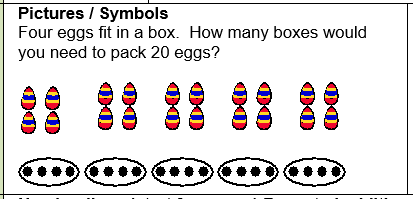 Pictures / Symbols
Four eggs fit in a box.  How many boxes would
you need to pack 20 eggs?